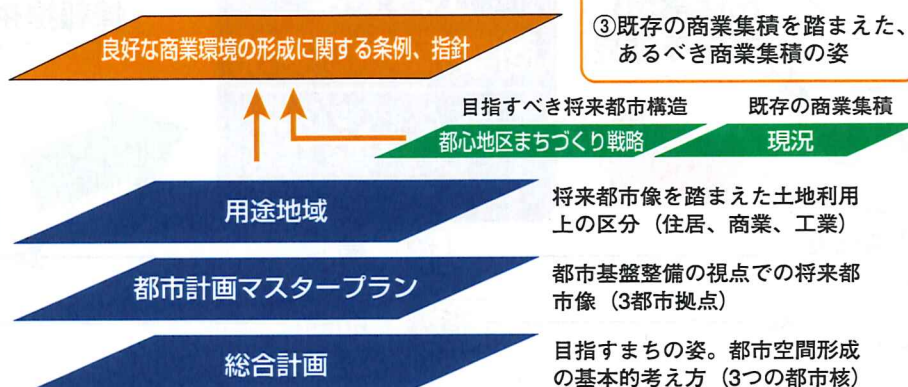 ③既存の商業集積を踏まえた、
あるべき商業集積の姿
良好な商業環境の形成に関する条例、指針
目指すべき将来都市構造
既存の商業集積
都心地区まちづくり戦略
現況
用途地域
将来都市像を踏まえた土地利用
上の区分（住居、商業、工業）
都市計画マスタープラン
都市基盤整備の視点での将来都
市像（3都市拠点）
総合計画
目指すまちの姿。都市空間形成
の基本的考え方（3つの都市核）